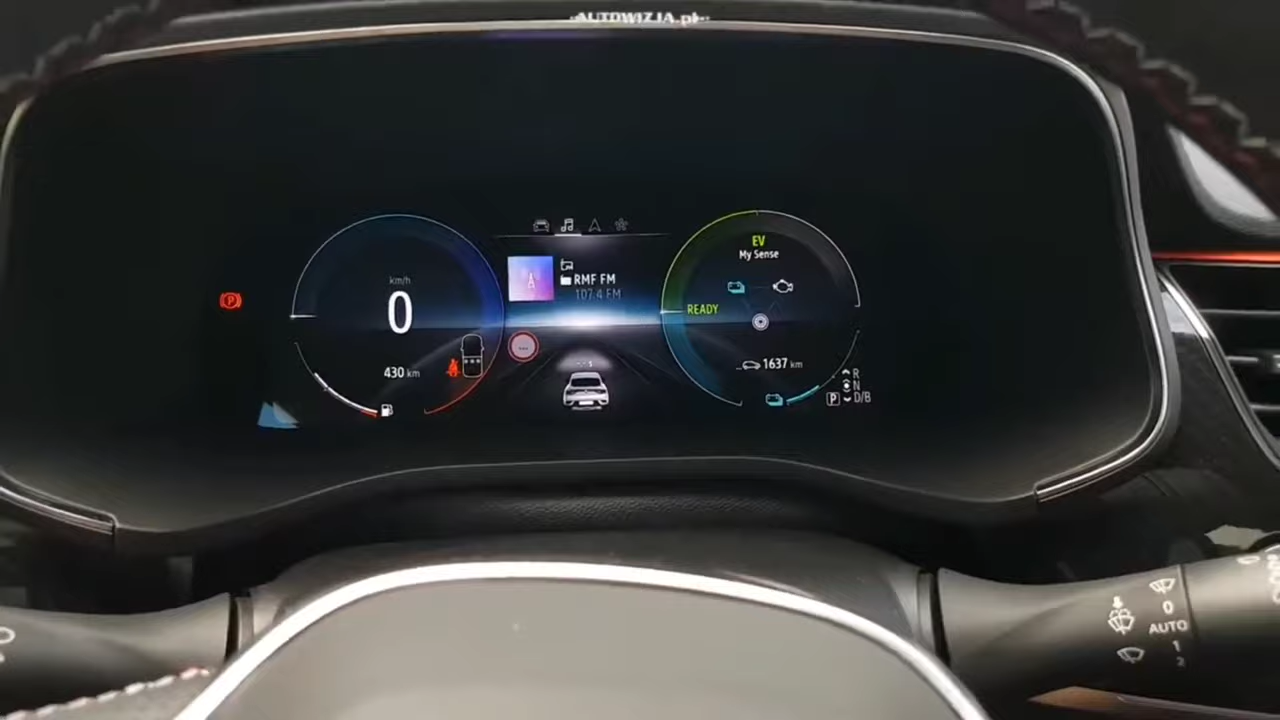 -AUTOWIZJA.pl-
km/h
0
430 km
RMF FM
107.4 FM
EV
My Sense
READY
1637 km
R
N
P D/B
P
0
AUTO
1
2